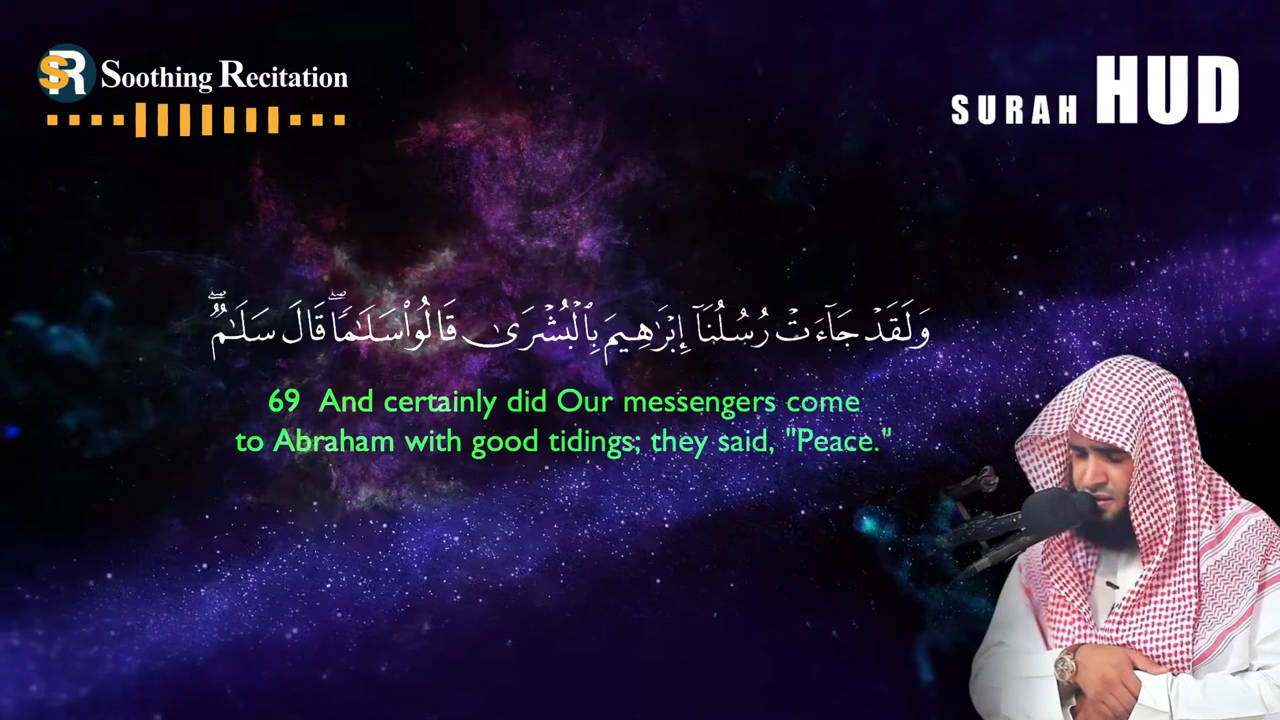 SR Soothing Recitation
SURAH HUD
وَلَقَدْ جَآءَتْ رُسُلُنَآ إِبْرَٰهِيمَ بِٱلْبُشْرَىٰ قَالُوا۟ سَلَٰمًا ۖ قَالَ سَلَٰمٌ ۖ
69 And certainly did Our messengers come
to Abraham with good tidings; they said, "Peace."